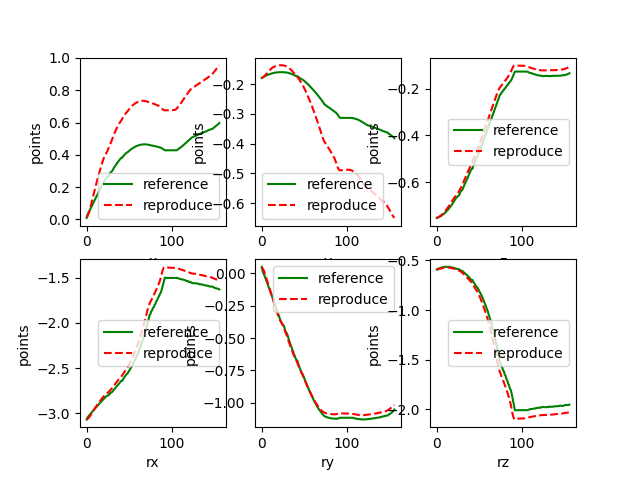 1.0
0.8
0.6
0.4
0.2
0.0
points
reference
reproduce
0 100
−0.2
−0.3
−0.4
−0.5
−0.6
points
reference
reproduce
0 100
−0.2
−0.4
−0.6
points
reference
reproduce
0 100
−1.5
−2.0
−2.5
−3.0
points
reference
reproduce
0 100
rx
0.00
−0.25
−0.50
−0.75
−1.00
points
reference
reproduce
0 100
ry
−0.5
−1.0
−1.5
−2.0
points
reference
reproduce
0 100
rz